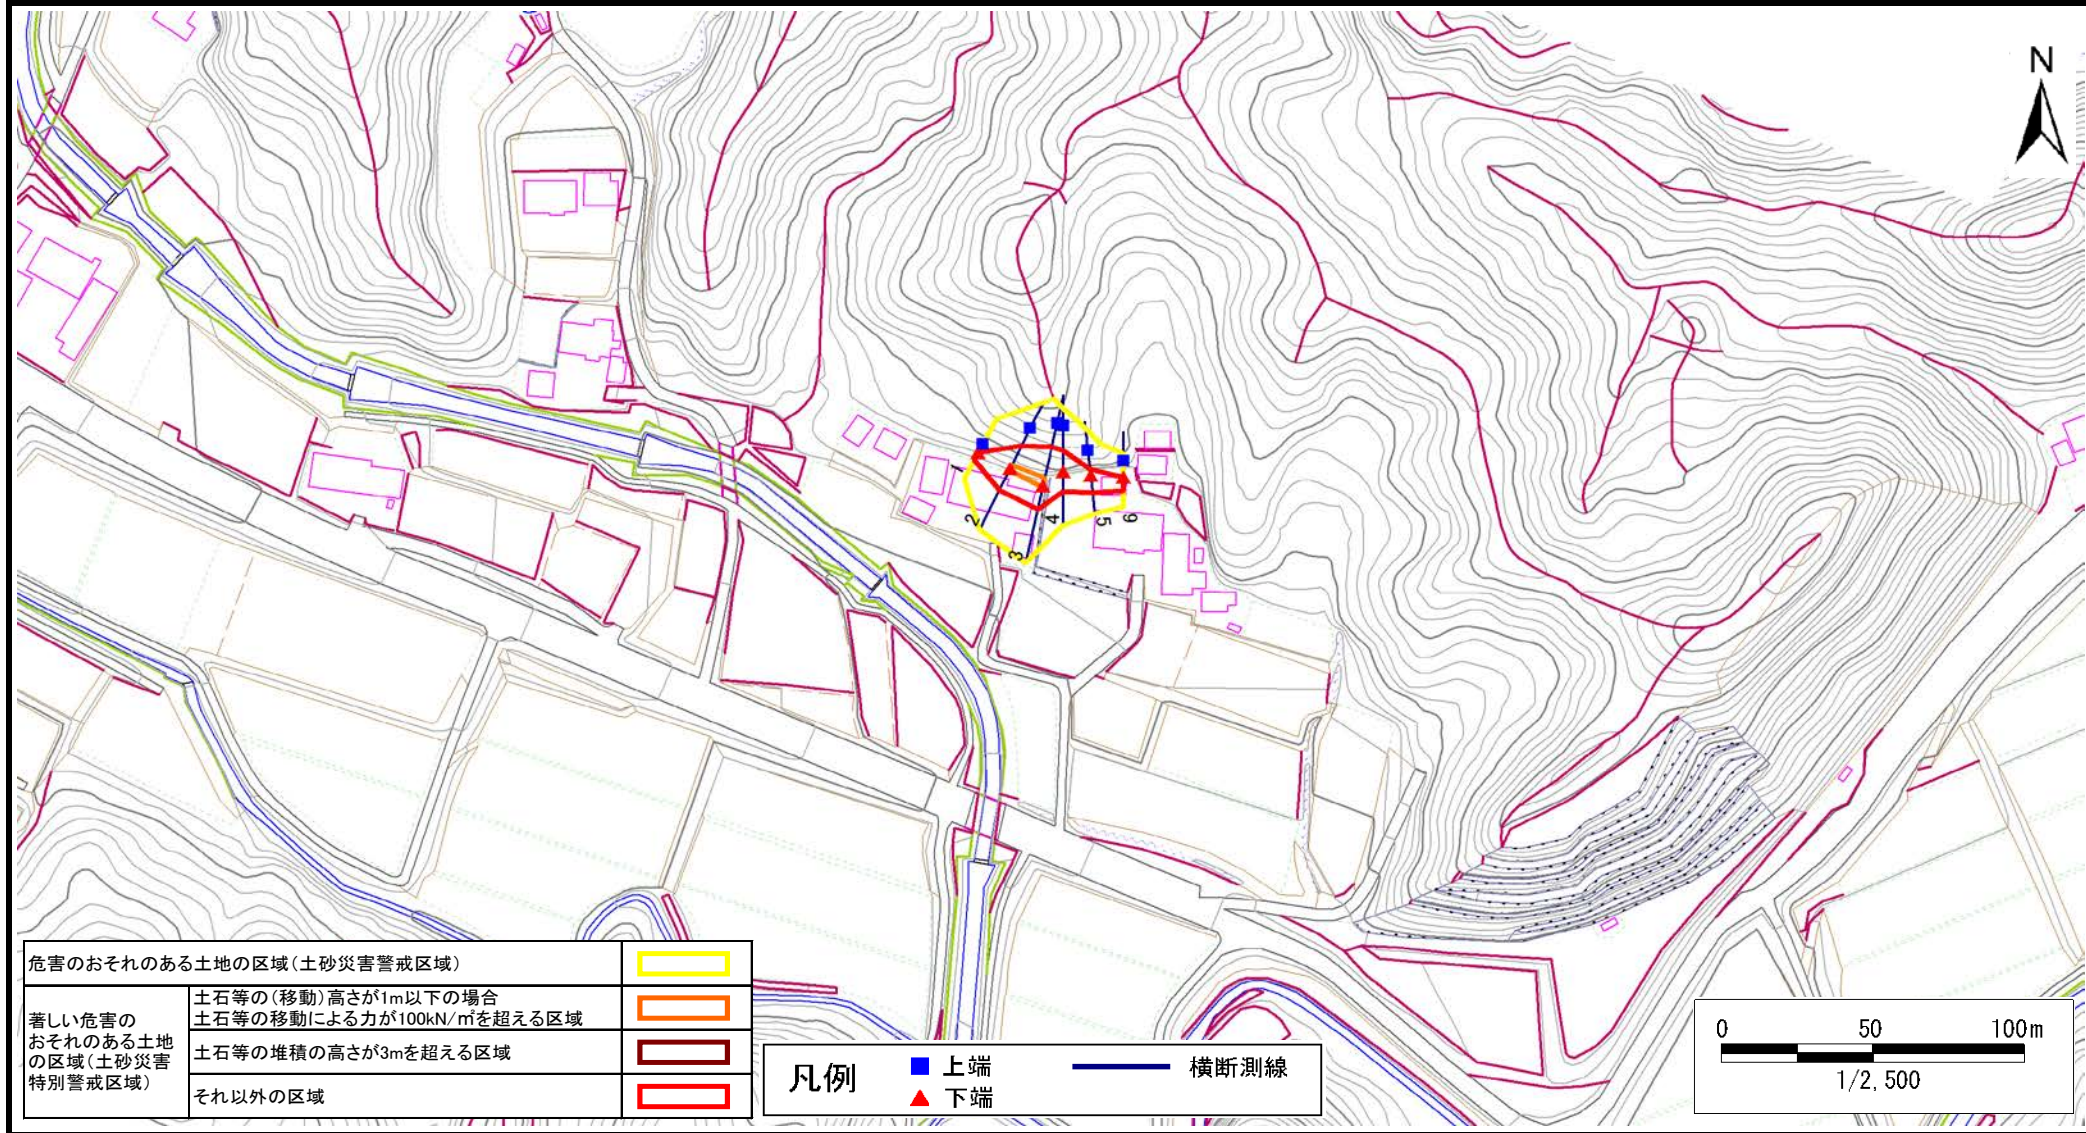 N
1
2
3
4
5
6
危害のおそれのある土地の区域(土砂災害警戒区域)
著しい危害の
おそれのある土地
の区域(土砂災害
特別警戒区域)
土石等の(移動)高さが1m以下の場合
土石等の移動による力が100kN/㎡を超える区域
土石等の堆積の高さが3mを超える区域
それ以外の区域
凡例
上端
下端
横断測線
0 50 100m
1/2,500